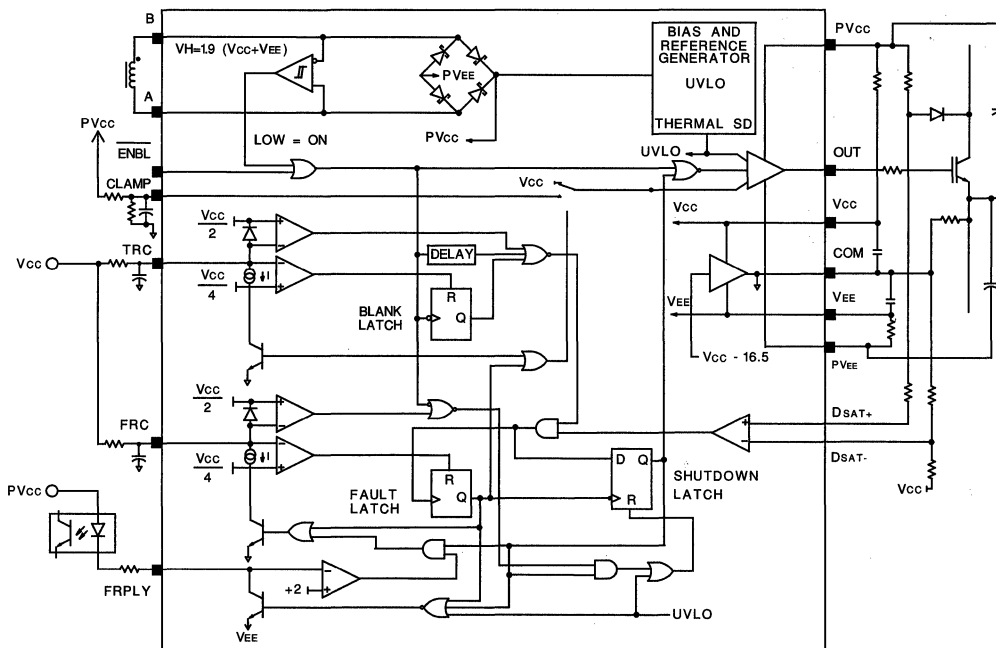 B
VH=1.9 (VCC+VEE)
A
PVEE
PVCC
BIAS AND
REFERENCE
GENERATOR
UVLO
THERMAL SD
PVCC
OUT
VCC
COM
VEE
PVEE
PVCC
ENBL
LOW = ON
CLAMP
UVLO
VCC
VCC
VEE
VCC - 16.5
VCC
TRC
VCC
2
VCC
4
I
DELAY
R
Q
BLANK
LATCH
VCC
2
FRC
VCC
4
I
R
Q
FAULT
LATCH
D Q
R
SHUTDOWN
LATCH
+
-
DSAT+
DSAT-
VCC
PVCC
FRPLY
+2
VEE
UVLO